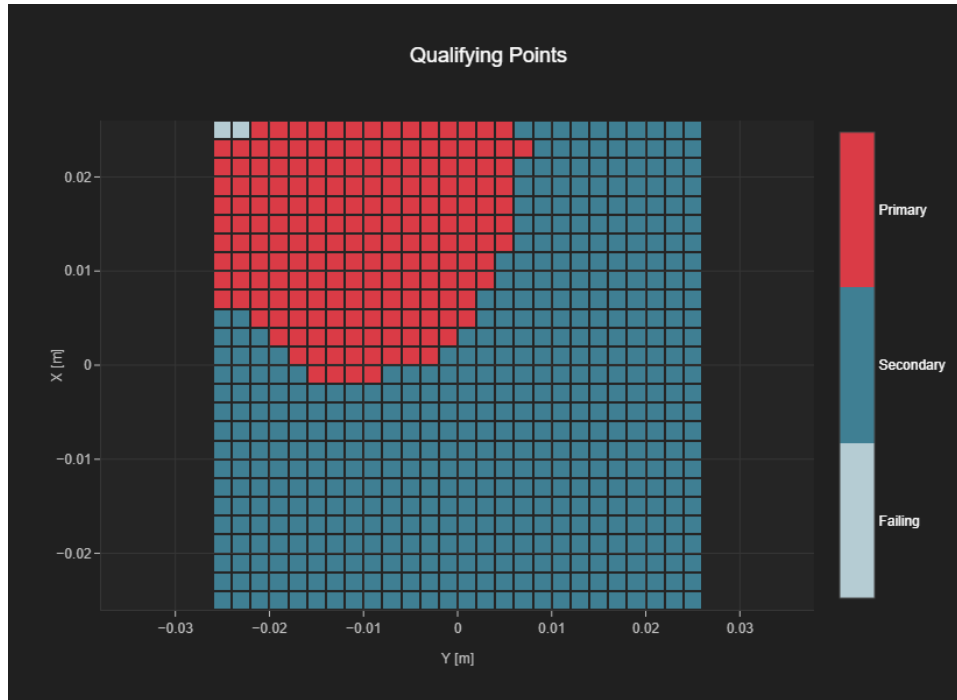 Qualifying Points
0.02
0.01
0
−0.01
−0.02
X [m]
−0.03
−0.02
−0.01
0
0.01
0.02
0.03
Y [m]
Primary
Secondary
Failing